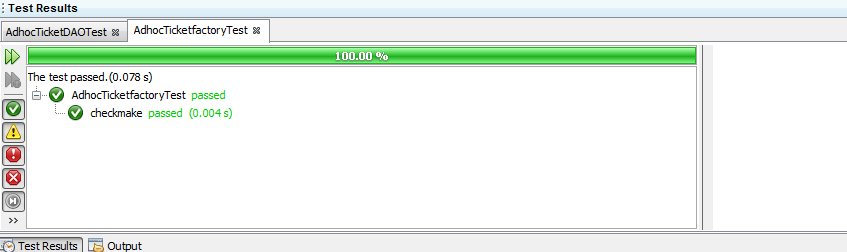 Test Results
AdhocTicketDAOTest
AdhocTicketfactoryTest
100.00 %
The test passed.(0.078 s)
AdhocTicketfactoryTest passed
checkmake passed (0.004 s)
>>
Test Results
Output